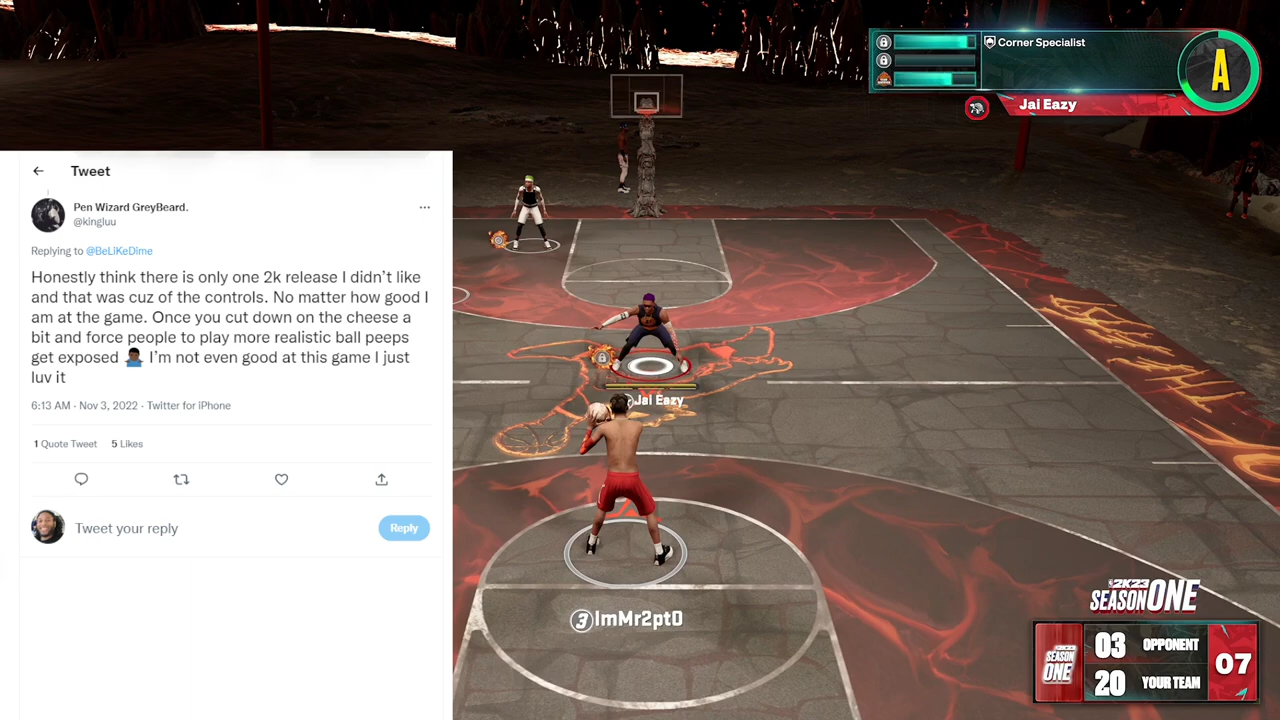 Tweet
Pen Wizard GreyBeard.
@kingluu
Replying to @BeLiKeDime
Honestly think there is only one 2k release I didn't like
and that was cuz of the controls. No matter how good I
am at the game. Once you cut down on the cheese a
bit and force people to play more realistic ball peeps
get exposed 🤷🏾‍♂️ I'm not even good at this game I just
luv it
6:13 AM · Nov 3, 2022 · Twitter for iPhone
1 Quote Tweet 5 Likes
Tweet your reply
Reply
Corner Specialist
A
Jai Eazy
Jai Eazy
3 ImMr2pt0
2K23
SEASON ONE
2K23
SEASON
ONE
03 OPPONENT
20 YOUR TEAM
07